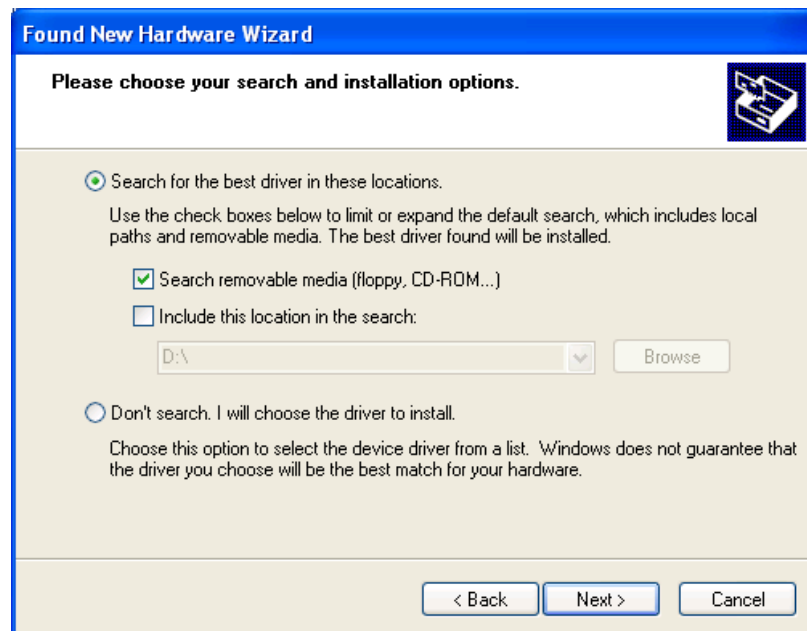 Found New Hardware Wizard
Please choose your search and installation options.
Search for the best driver in these locations.
Use the check boxes below to limit or expand the default search, which includes local
paths and removable media. The best driver found will be installed.
Search removable media (floppy, CD-ROM...)
Include this location in the search:
D:\
Browse
Don't search. I will choose the driver to install.
Choose this option to select the device driver from a list.  Windows does not guarantee that
the driver you choose will be the best match for your hardware.
< Back
Next >
Cancel